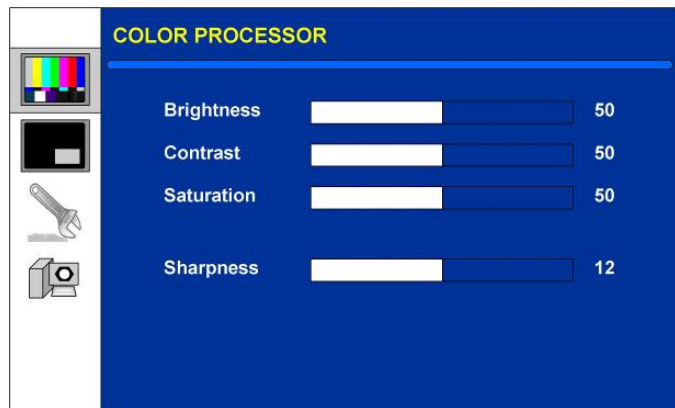 COLOR PROCESSOR
Brightness 50
Contrast 50
Saturation 50
Sharpness 12